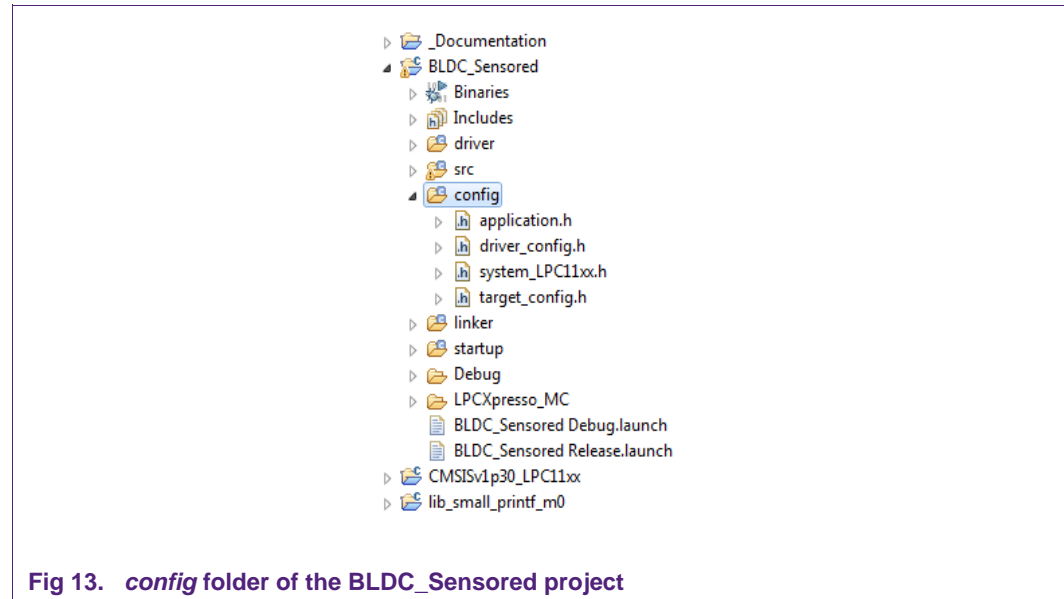 _Documentation
BLDC_Sensored
Binaries
Includes
driver
src
config
.h application.h
.h driver_config.h
.h system_LPC11xx.h
.h target_config.h
linker
startup
Debug
LPCXpresso_MC
BLDC_Sensored Debug.launch
BLDC_Sensored Release.launch
CMSISv1p30_LPC11xx
lib_small_printf_m0
Fig 13. config folder of the BLDC_Sensored project